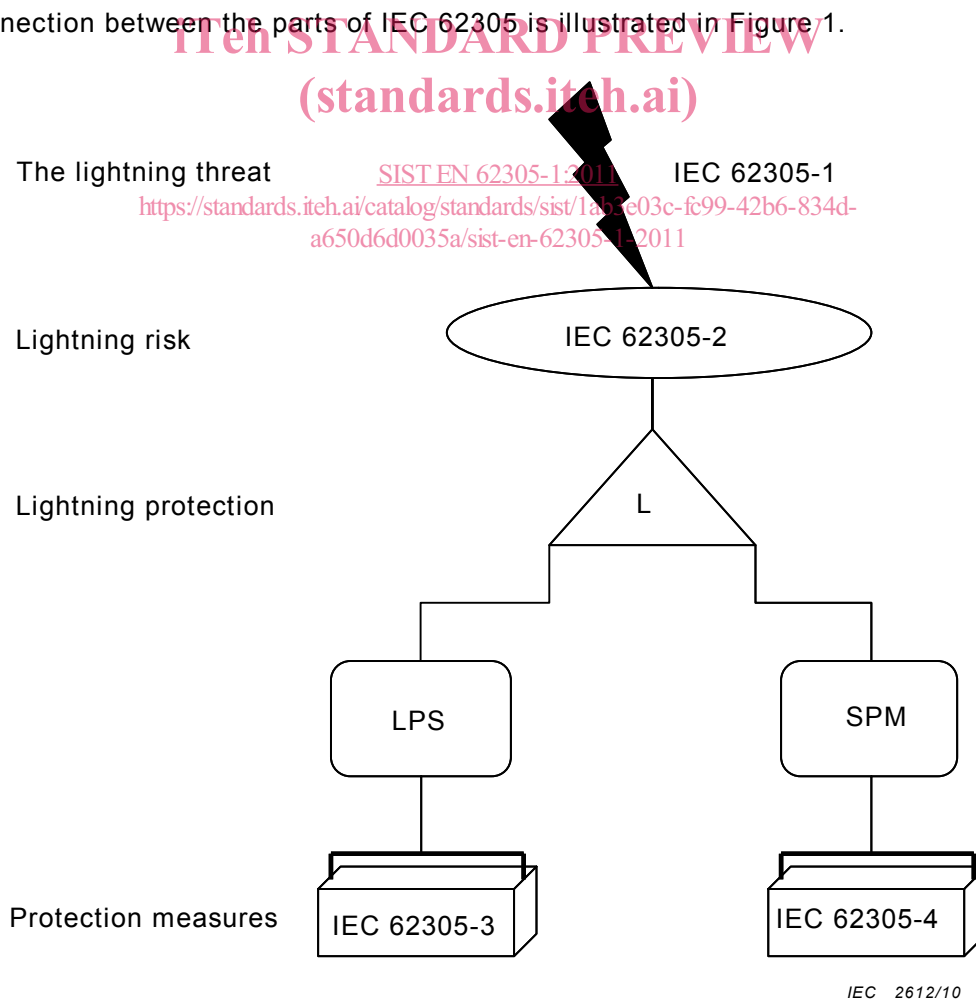 nection between the parts of IEC 62305 is illustrated in Figure 1.
iTeh STANDARD PREVIEW
(standards.iteh.ai)
The lightning threat
SIST EN 62305-1:2011
IEC 62305-1
https://standards.iteh.ai/catalog/standards/sist/1ab3e03c-fc99-42b6-834d-
a650d6d0035a/sist-en-62305-1-2011
Lightning risk
IEC 62305-2
Lightning protection
L
LPS
SPM
Protection measures
IEC 62305-3
IEC 62305-4
IEC 2612/10